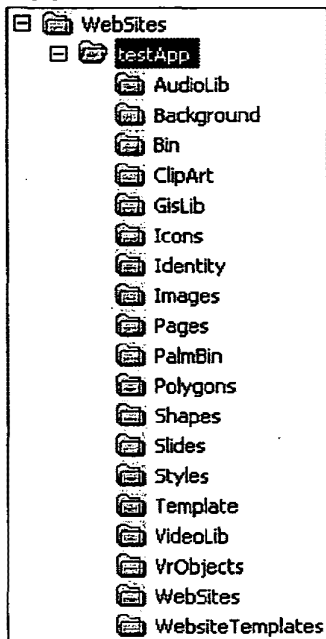 WebSites
testApp
AudioLib
Background
Bin
ClipArt
GisLib
Icons
Identity
Images
Pages
PalmBin
Polygons
Shapes
Slides
Styles
Template
VideoLib
VrObjects
WebSites
WebsiteTemplates